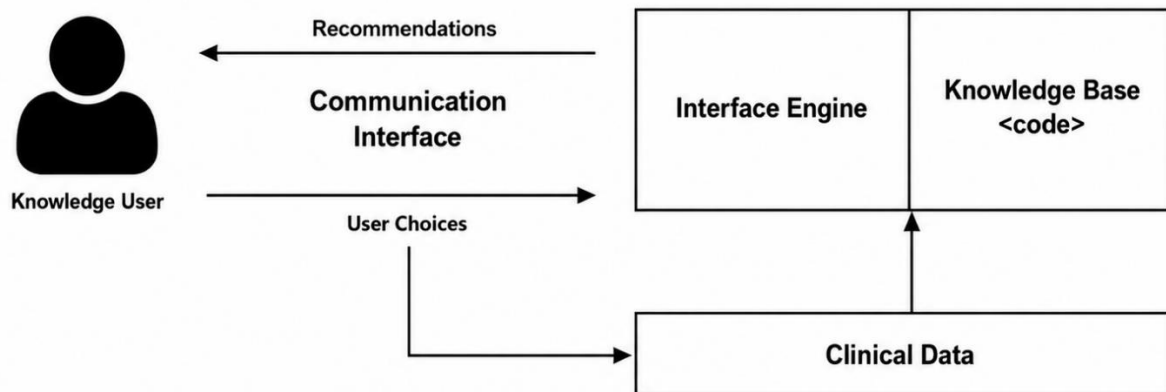 Recommendations
Communication
Interface
Knowledge User
User Choices
Interface Engine
Knowledge Base
<code>
Clinical Data